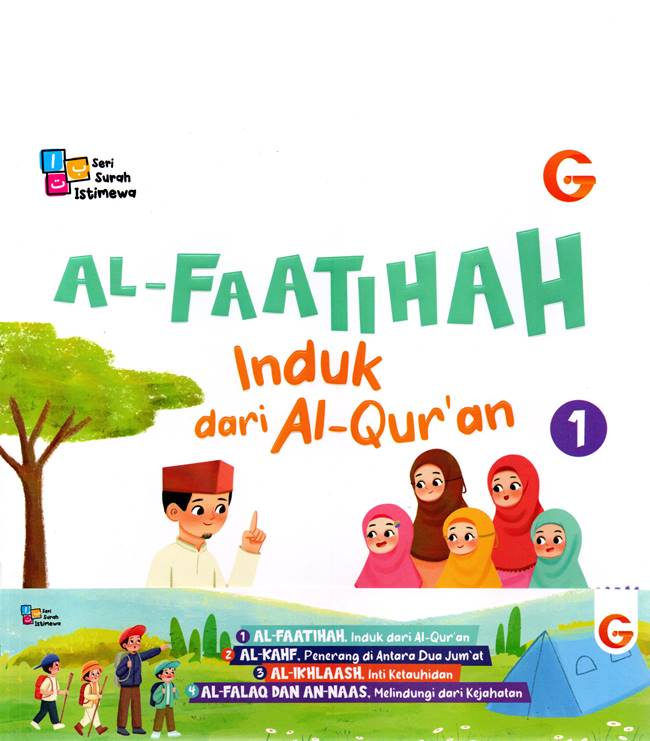 ا
ب
ت
Seri
Surah
Istimewa
G
AL-FAATIHAH
Induk
dari Al-Qur'an
1
Seri
Surah
Istimewa
1 AL-FAATIHAH, Induk dari Al-Qur'an
2 AL-KAHF, Penerang di Antara Dua Jum'at
3 AL-IKHLAASH, Inti Ketauhidan
4 AL-FALAQ DAN AN-NAAS, Melindungi dari Kejahatan
G